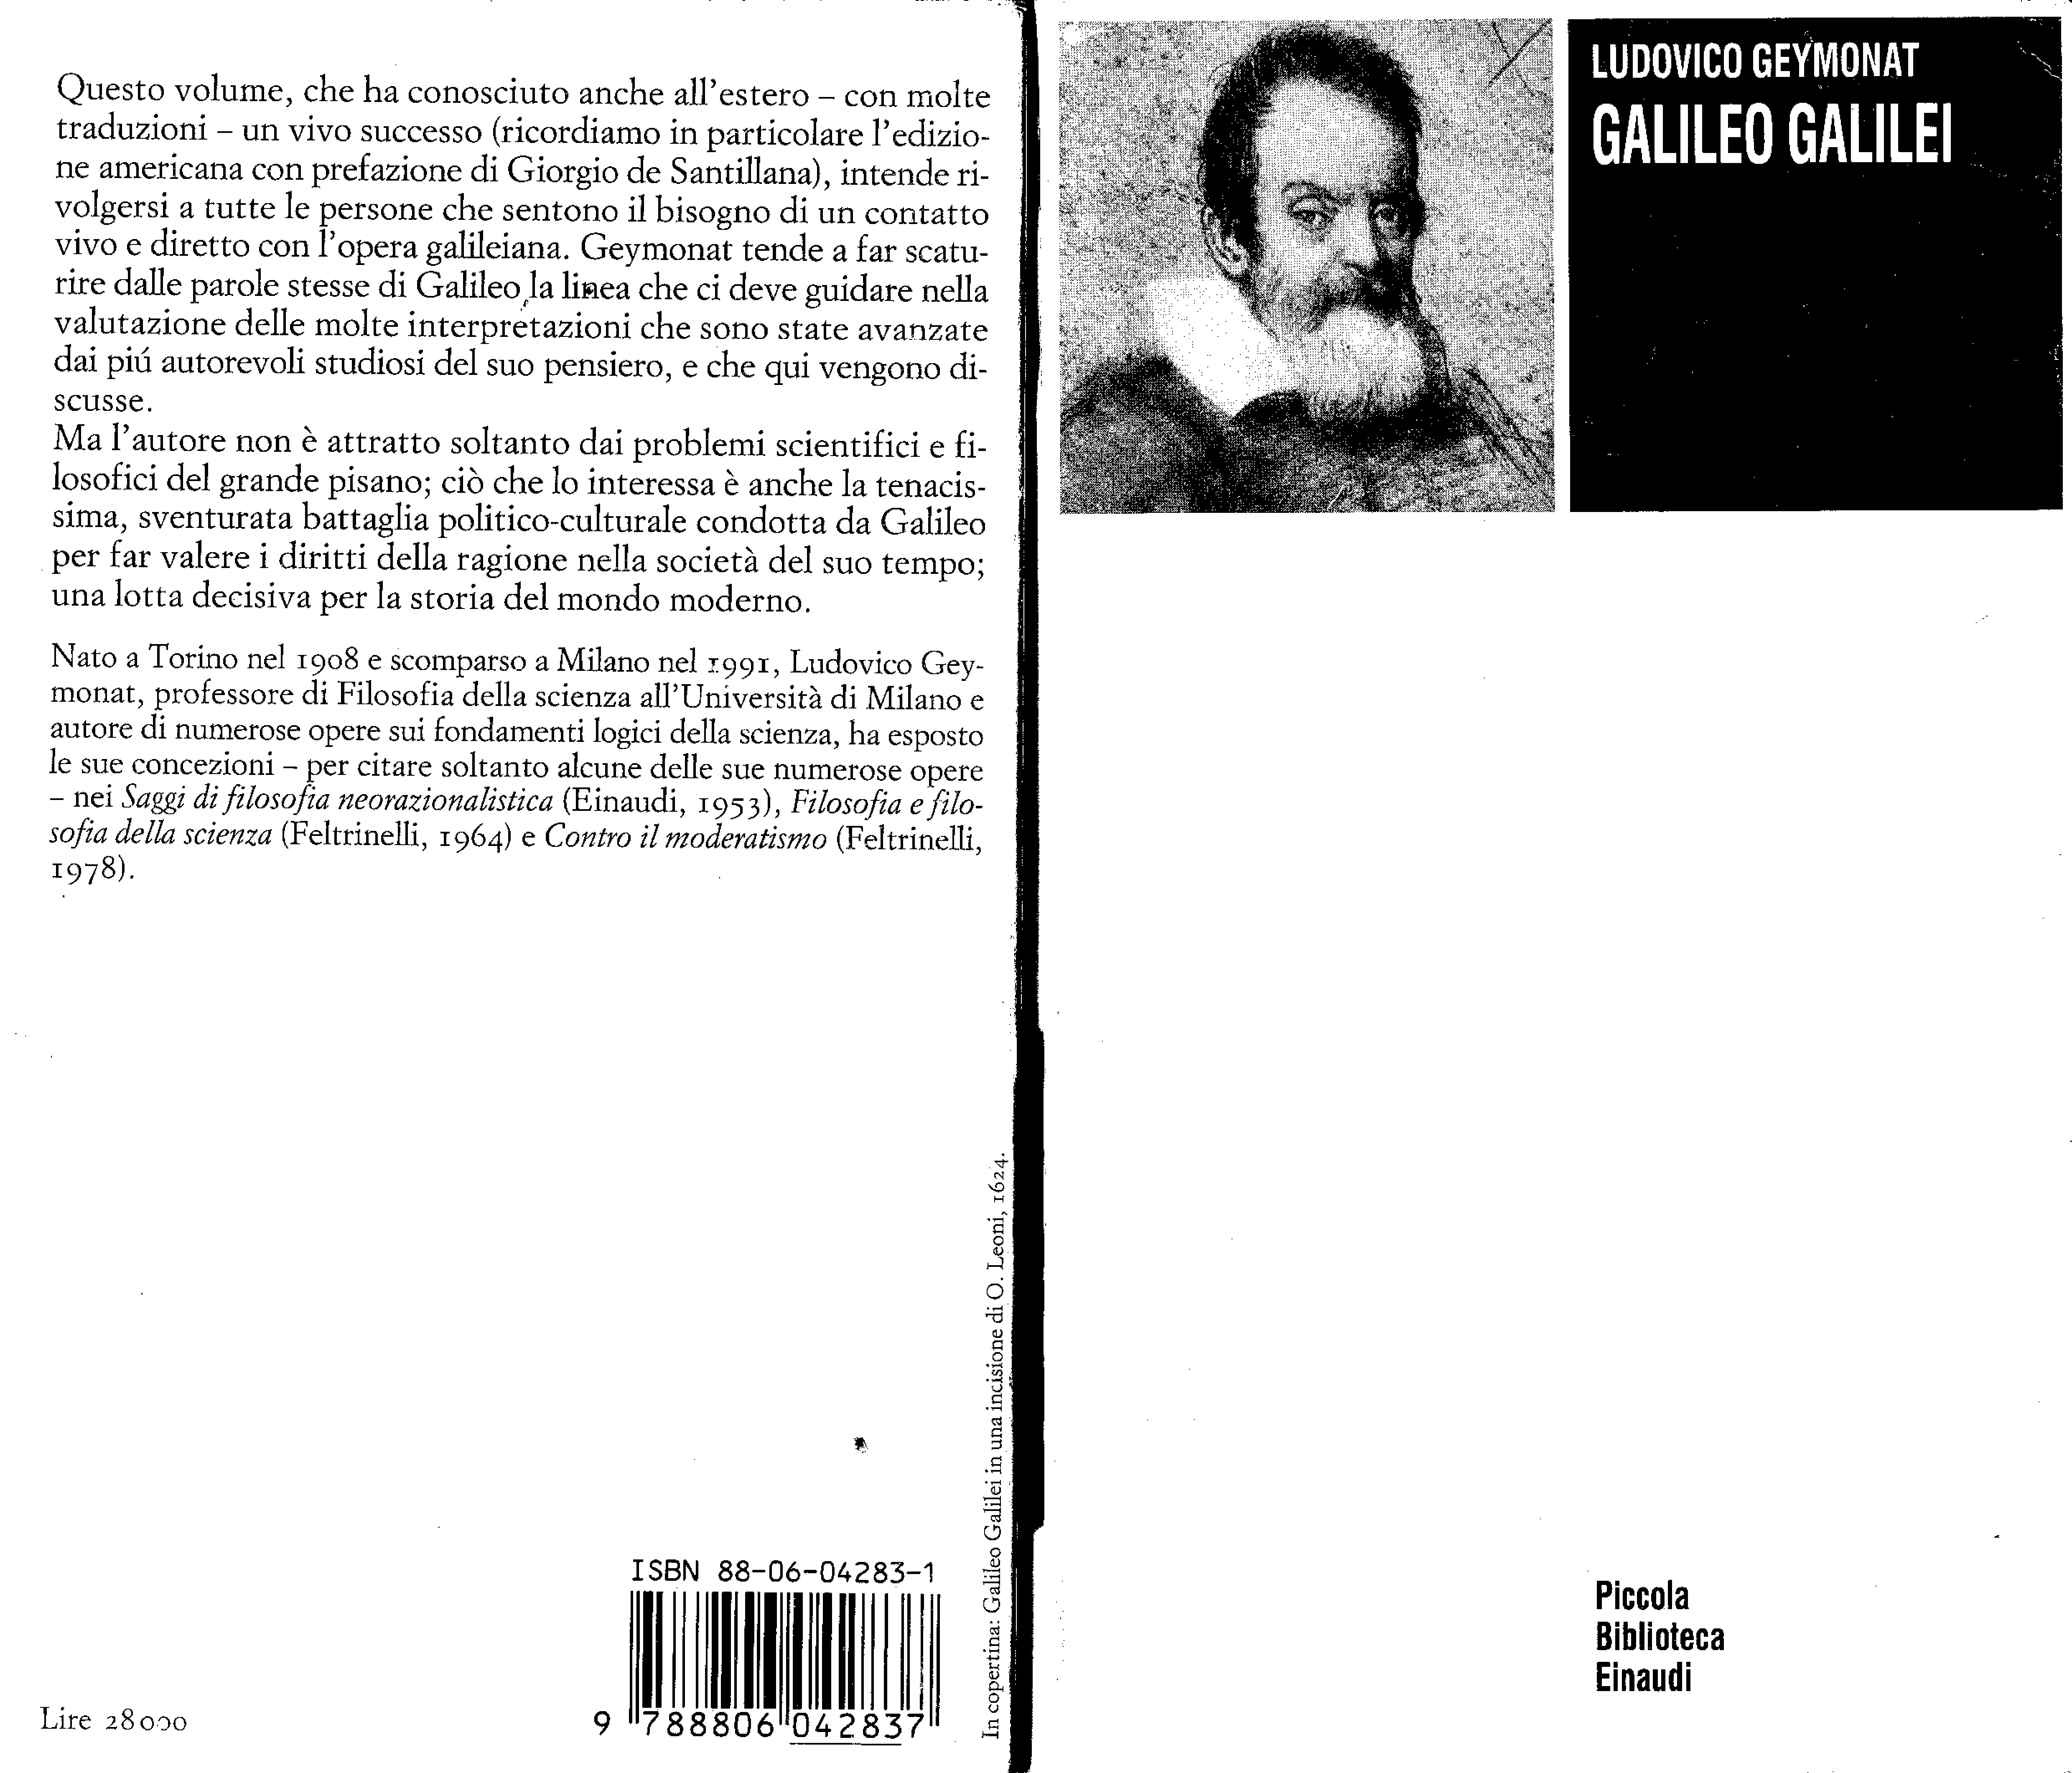 Questo volume, che ha conosciuto anche all'estero – con molte
traduzioni – un vivo successo (ricordiamo in particolare l'edizio-
ne americana con prefazione di Giorgio de Santillana), intende ri-
volgersi a tutte le persone che sentono il bisogno di un contatto
vivo e diretto con l'opera galileiana. Geymonat tende a far scatu-
rire dalle parole stesse di Galileo la linea che ci deve guidare nella
valutazione delle molte interpretazioni che sono state avanzate
dai piú autorevoli studiosi del suo pensiero, e che qui vengono di-
scusse.
Ma l'autore non è attratto soltanto dai problemi scientifici e fi-
losofici del grande pisano; ciò che lo interessa è anche la tenacis-
sima, sventurata battaglia politico-culturale condotta da Galileo
per far valere i diritti della ragione nella società del suo tempo;
una lotta decisiva per la storia del mondo moderno.
Nato a Torino nel 1908 e scomparso a Milano nel 1991, Ludovico Gey-
monat, professore di Filosofia della scienza all'Università di Milano e
autore di numerose opere sui fondamenti logici della scienza, ha esposto
le sue concezioni – per citare soltanto alcune delle sue numerose opere
– nei Saggi di filosofia neorazionalistica (Einaudi, 1953), Filosofia e filo-
sofia della scienza (Feltrinelli, 1964) e Contro il moderatismo (Feltrinelli,
1978).
In copertina: Galileo Galilei in una incisione di O. Leoni, 1624.
ISBN 88-06-04283-1
9 788806 042837
Lire 28000
LUDOVICO GEYMONAT
GALILEO GALILEI
Piccola
Biblioteca
Einaudi